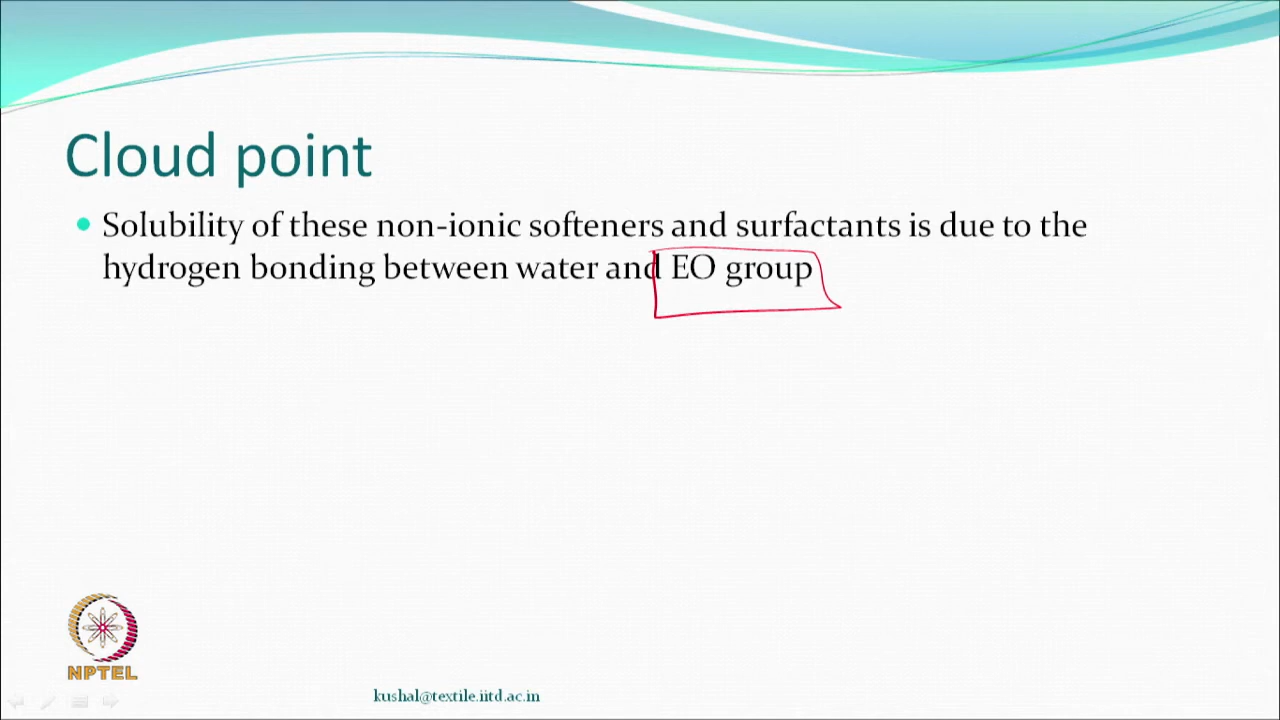 Cloud point
Solubility of these non-ionic softeners and surfactants is due to the
hydrogen bonding between water and EO group
NPTEL
kushal@textile.iitd.ac.in